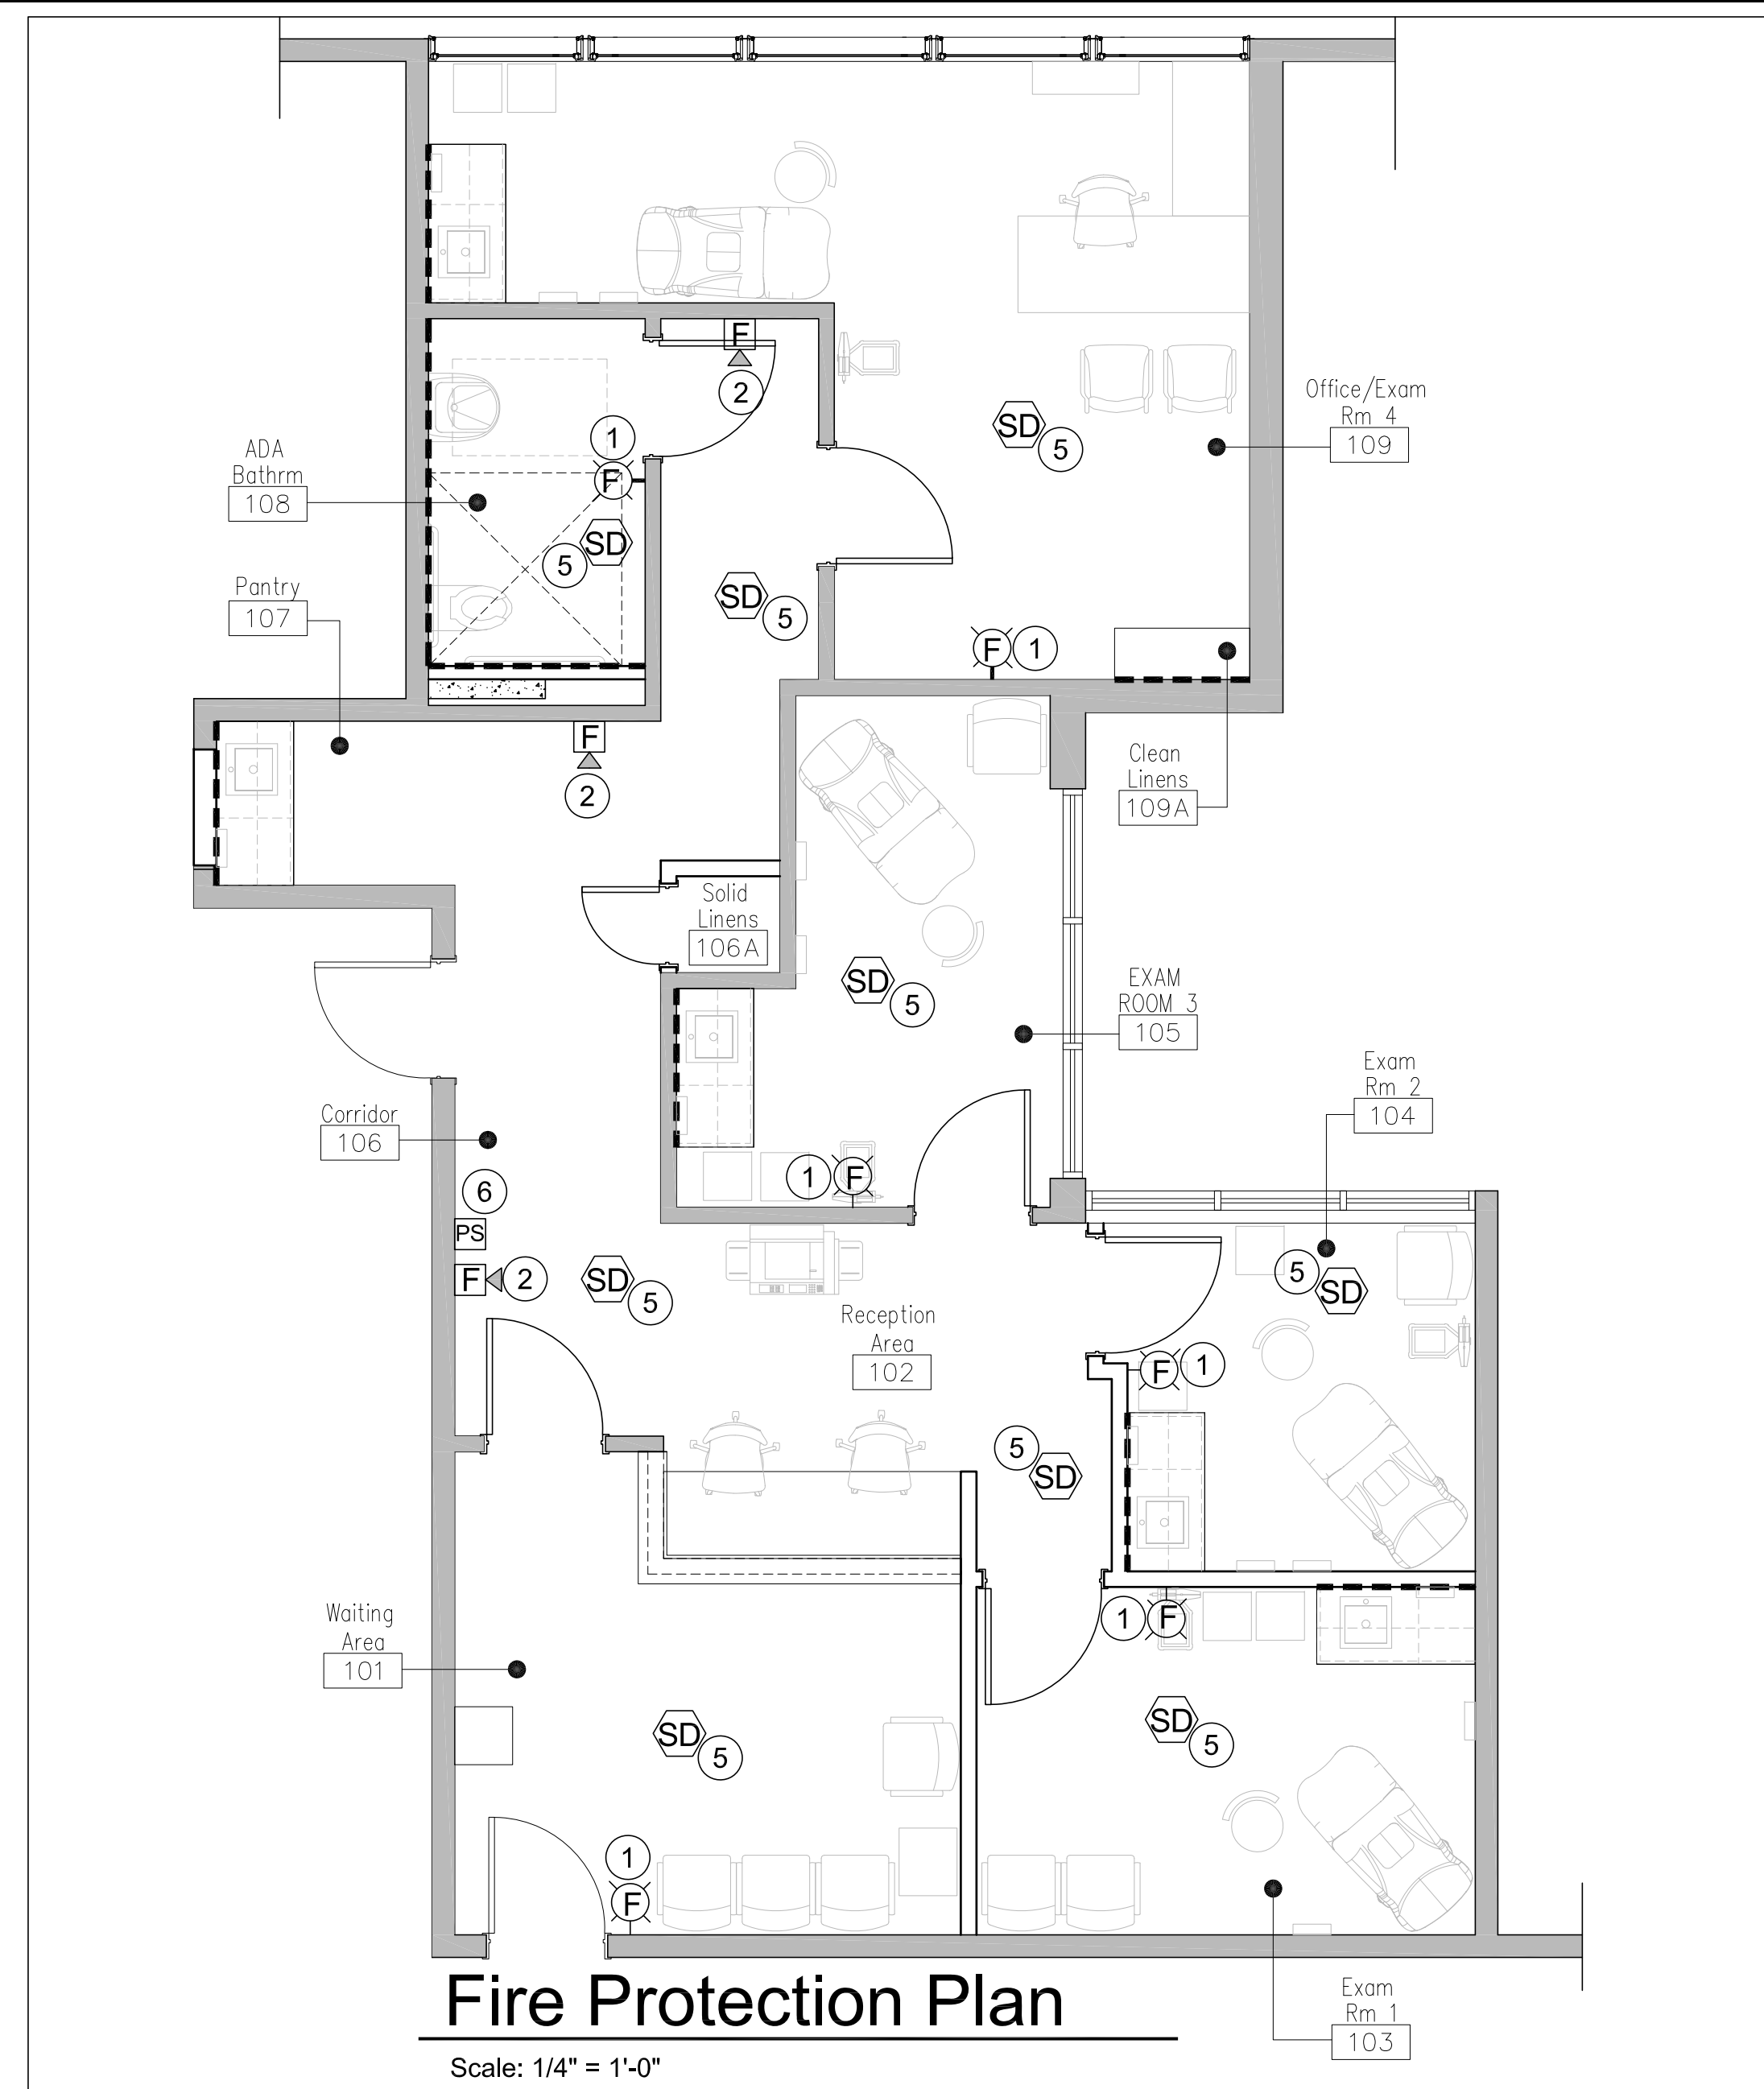 F
2
Office/Exam
Rm 4
109
SD
5
1
F
ADA
Bathrm
108
SD
5
SD
5
Pantry
107
F
1
F
2
Clean
Linens
109A
Solid
Linens
106A
SD
5
EXAM
ROOM 3
105
Exam
Rm 2
104
Corridor
106
6
PS
F
2
1
F
SD
5
5
SD
Reception
Area
102
F
1
5
SD
Waiting
Area
101
1
F
SD
5
SD
5
1
F
Fire Protection Plan
Scale: 1/4" = 1'-0"
Exam
Rm 1
103